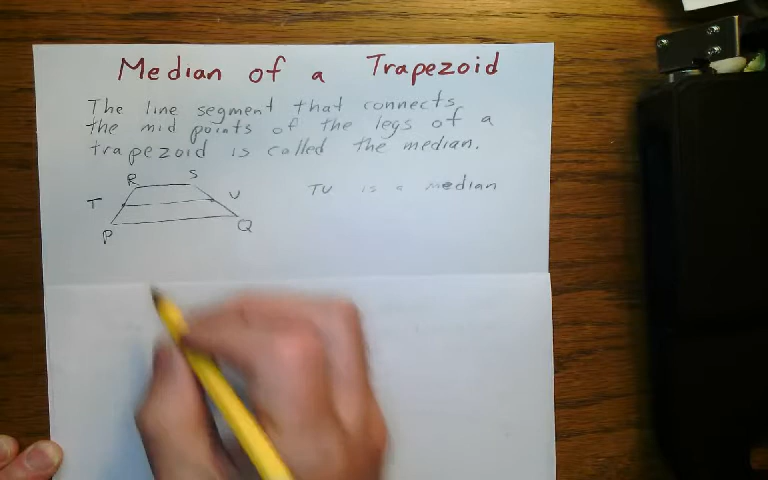 Median of a Trapezoid
The line segment that connects
the mid points of the legs of a
trapezoid is called the median.
R S
T U
P Q
TU is a median